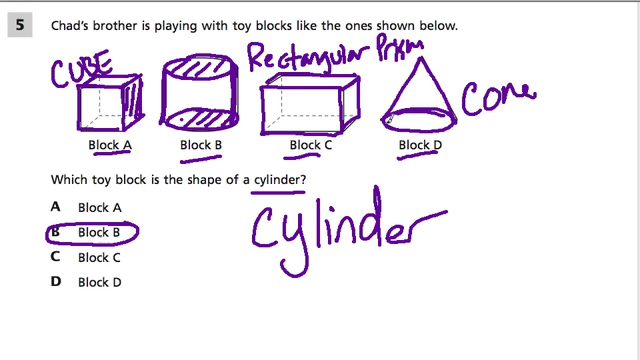 5 Chad's brother is playing with toy blocks like the ones shown below.
CUBE Rectangular Prism
Cone
Block A Block B Block C Block D
Which toy block is the shape of a cylinder?
A Block A
B Block B
C Block C
D Block D
cylinder